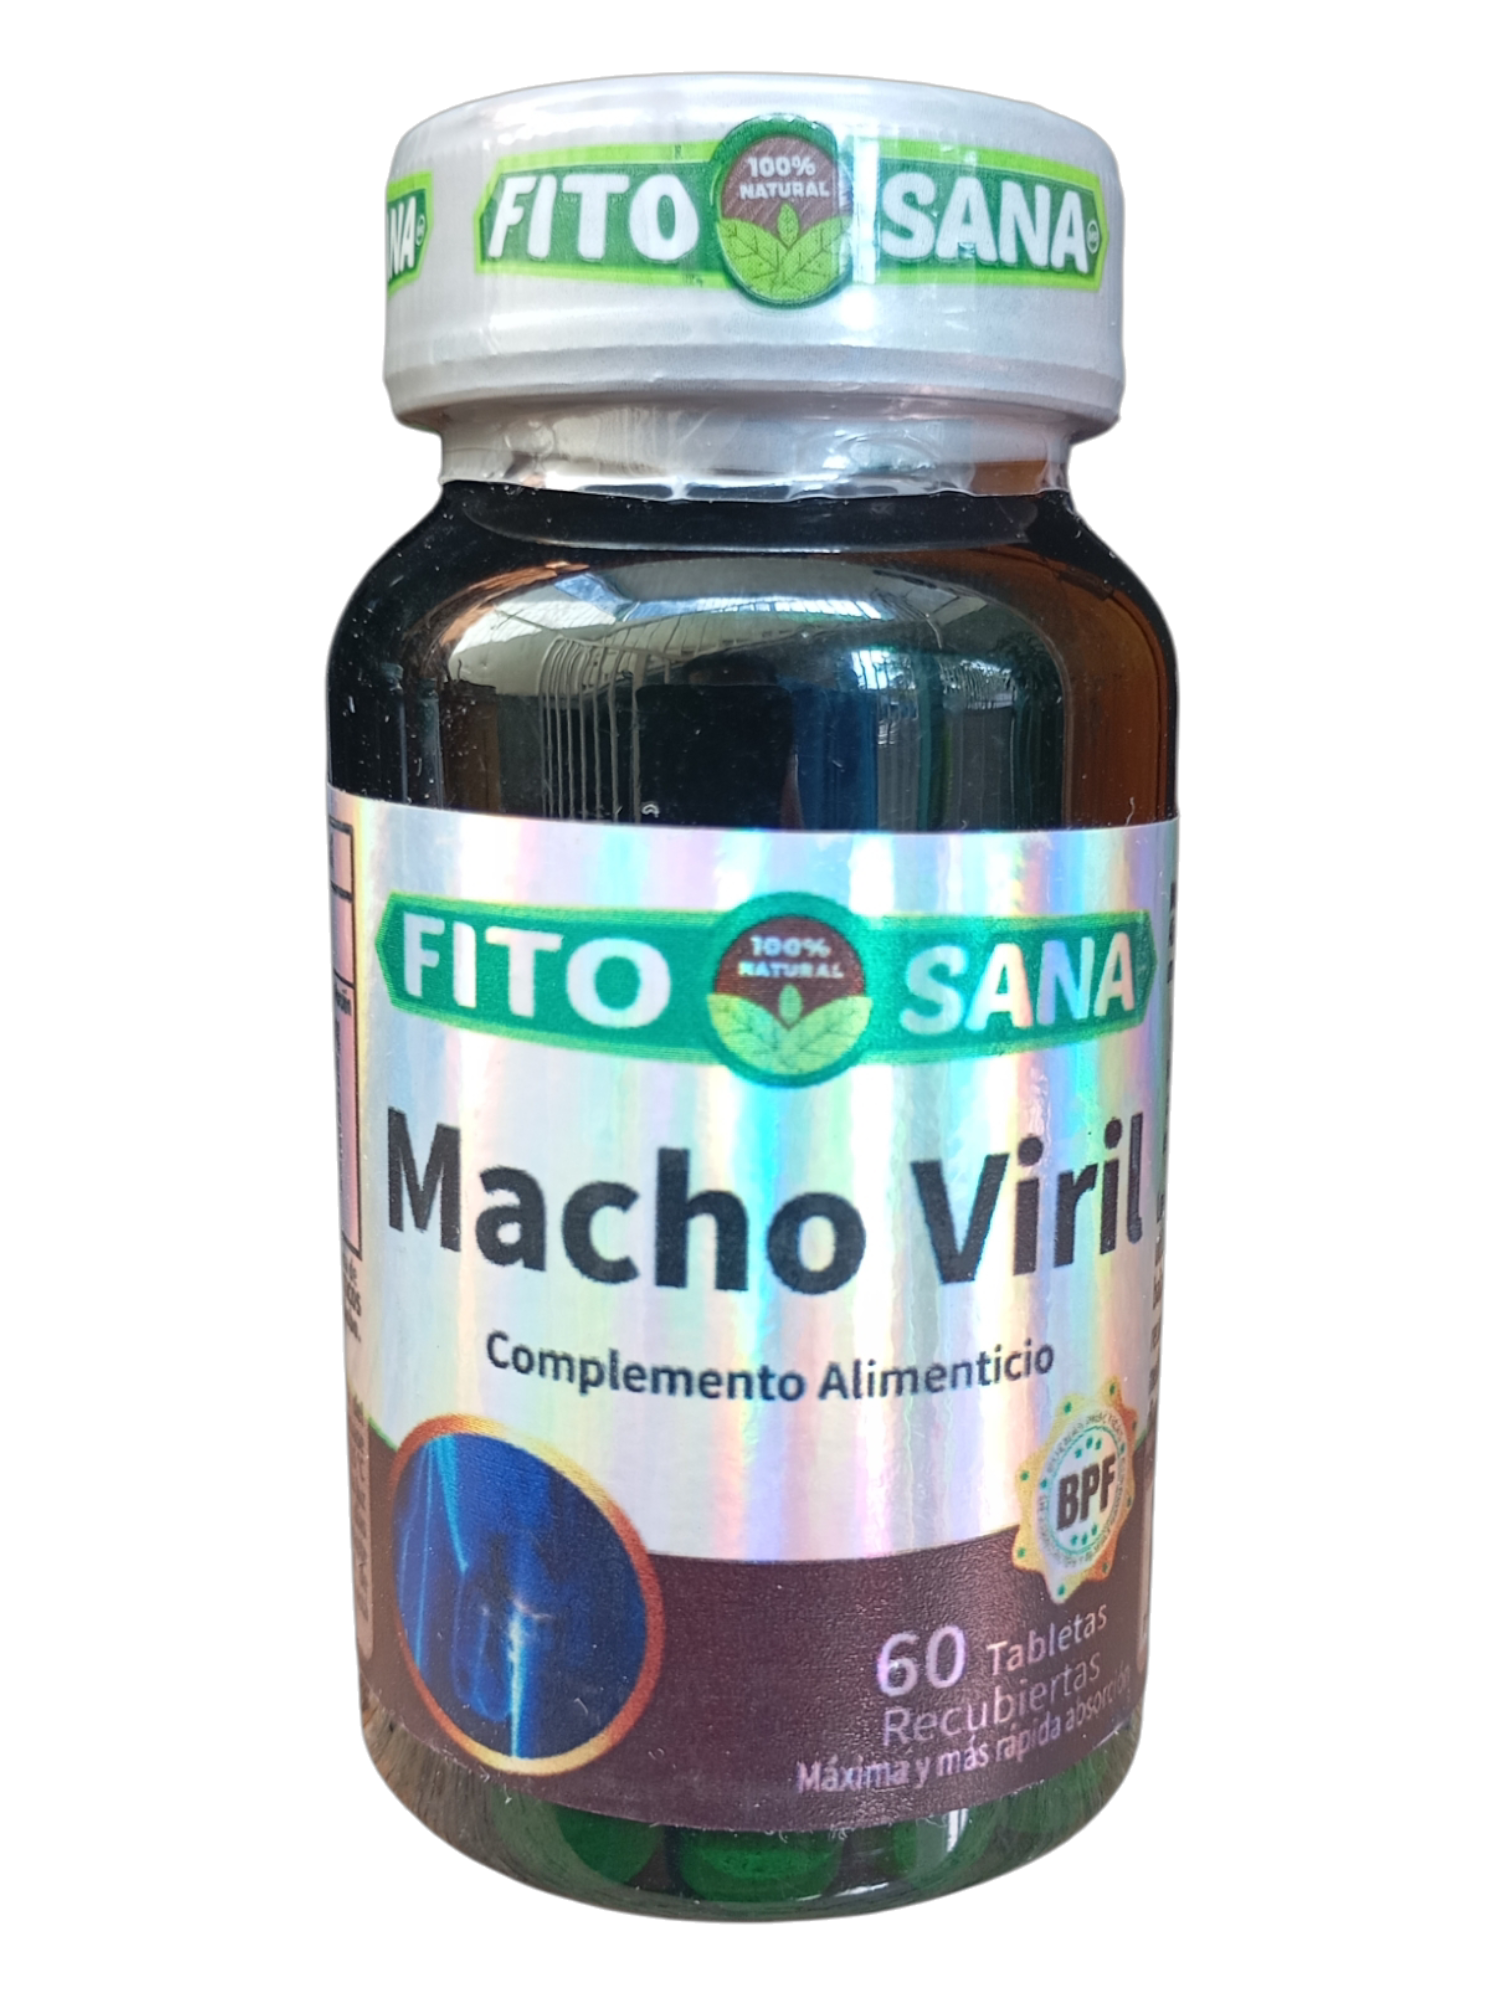 FITO 100% NATURAL SANA
FITO 100% NATURAL SANA
Macho Viril
Complemento Alimenticio
BPF
60 Tabletas
Recubiertas
Máxima y más rápida absorción